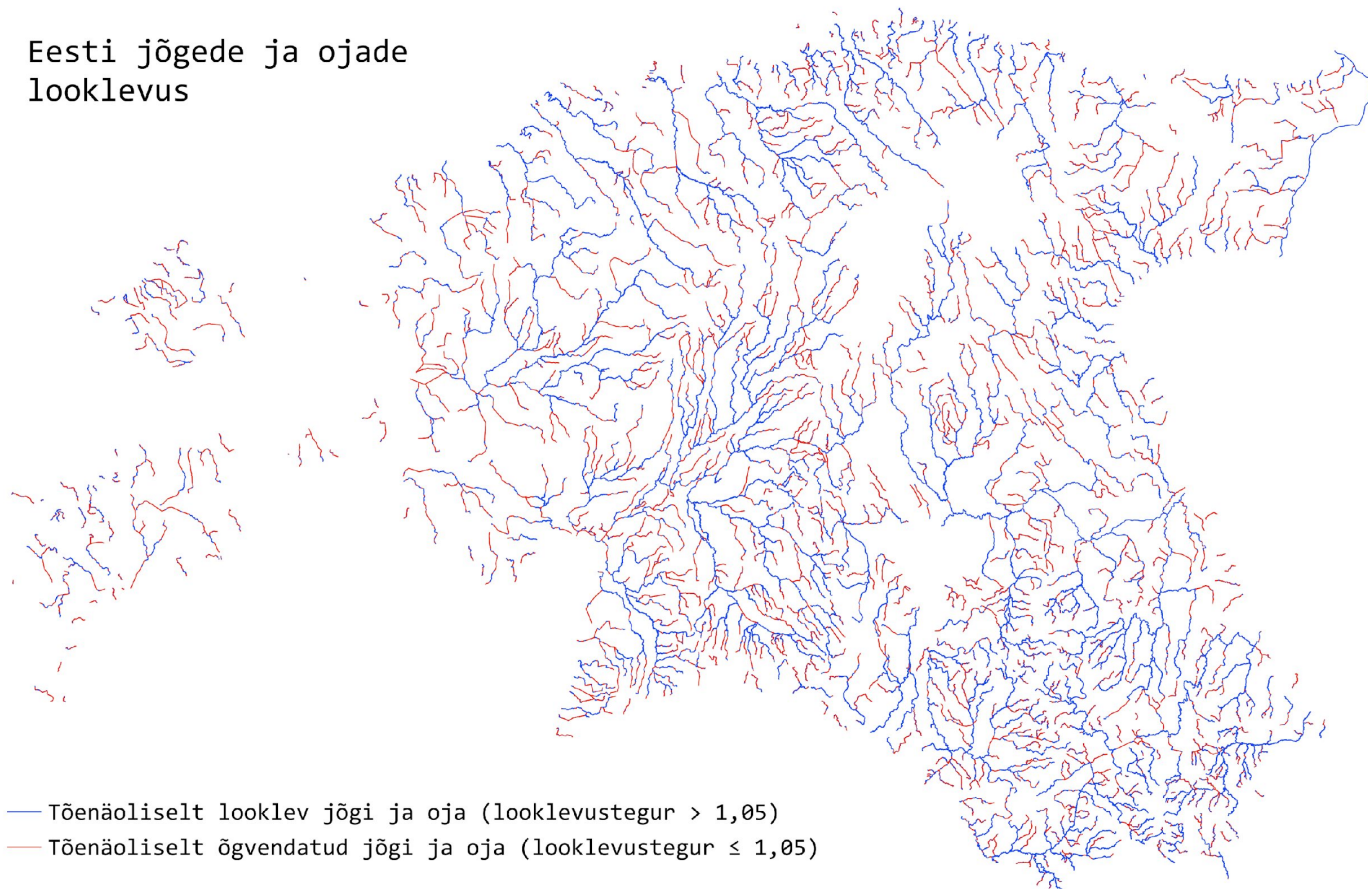 Eesti jõgede ja ojade
looklevus
Tõenäoliselt looklev jõgi ja oja (looklevustegur > 1,05)
Tõenäoliselt õgvendatud jõgi ja oja (looklevustegur ≤ 1,05)